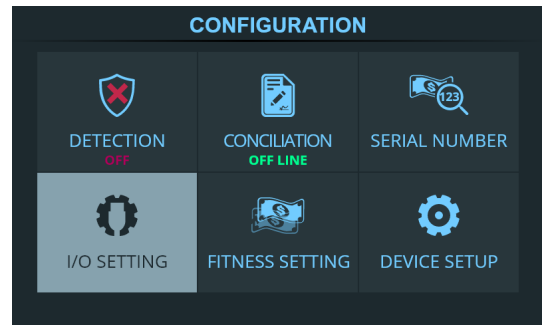 CONFIGURATION
DETECTION
OFF
CONCILIATION
OFF LINE
123
SERIAL NUMBER
I/O SETTING
FITNESS SETTING
DEVICE SETUP